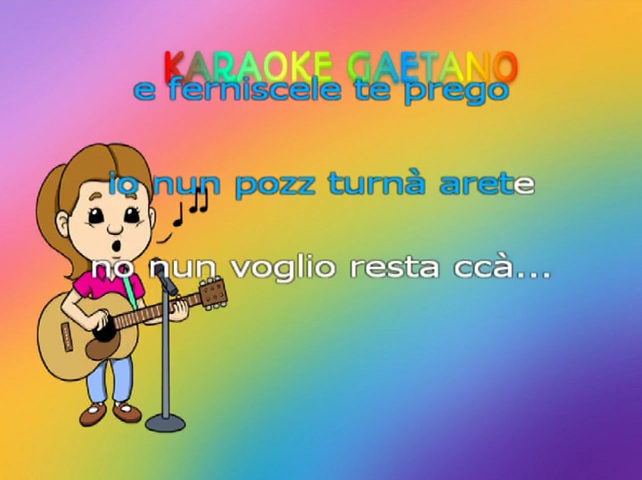 KARAOKE GAETANO
e ferniscele te prego
io nun pozz turnà arete
no nun voglio resta ccà...